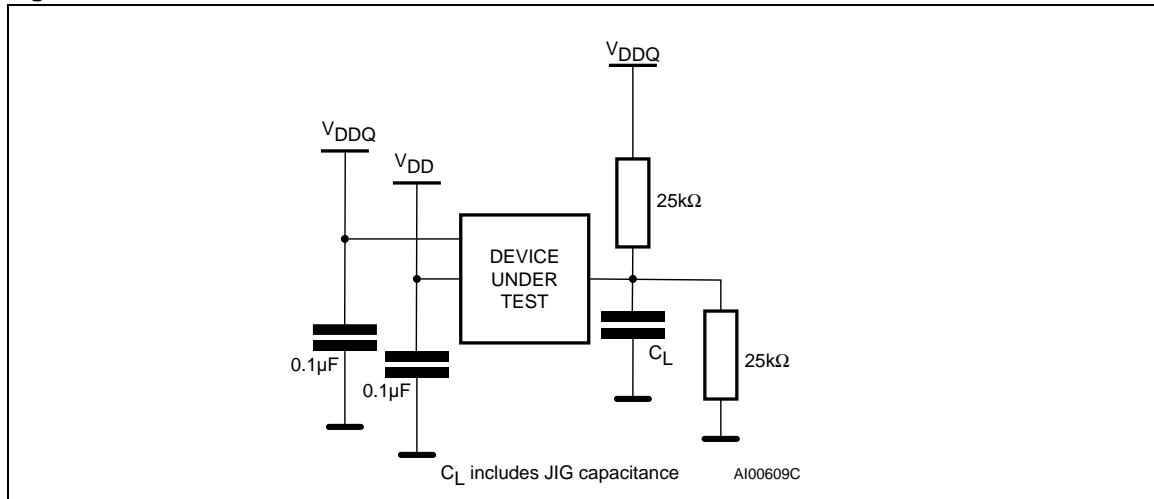 VDDQ
VDDQ
VDD
25kΩ
DEVICE
UNDER
TEST
0.1µF
0.1µF
CL
25kΩ
CL includes JIG capacitance
AI00609C